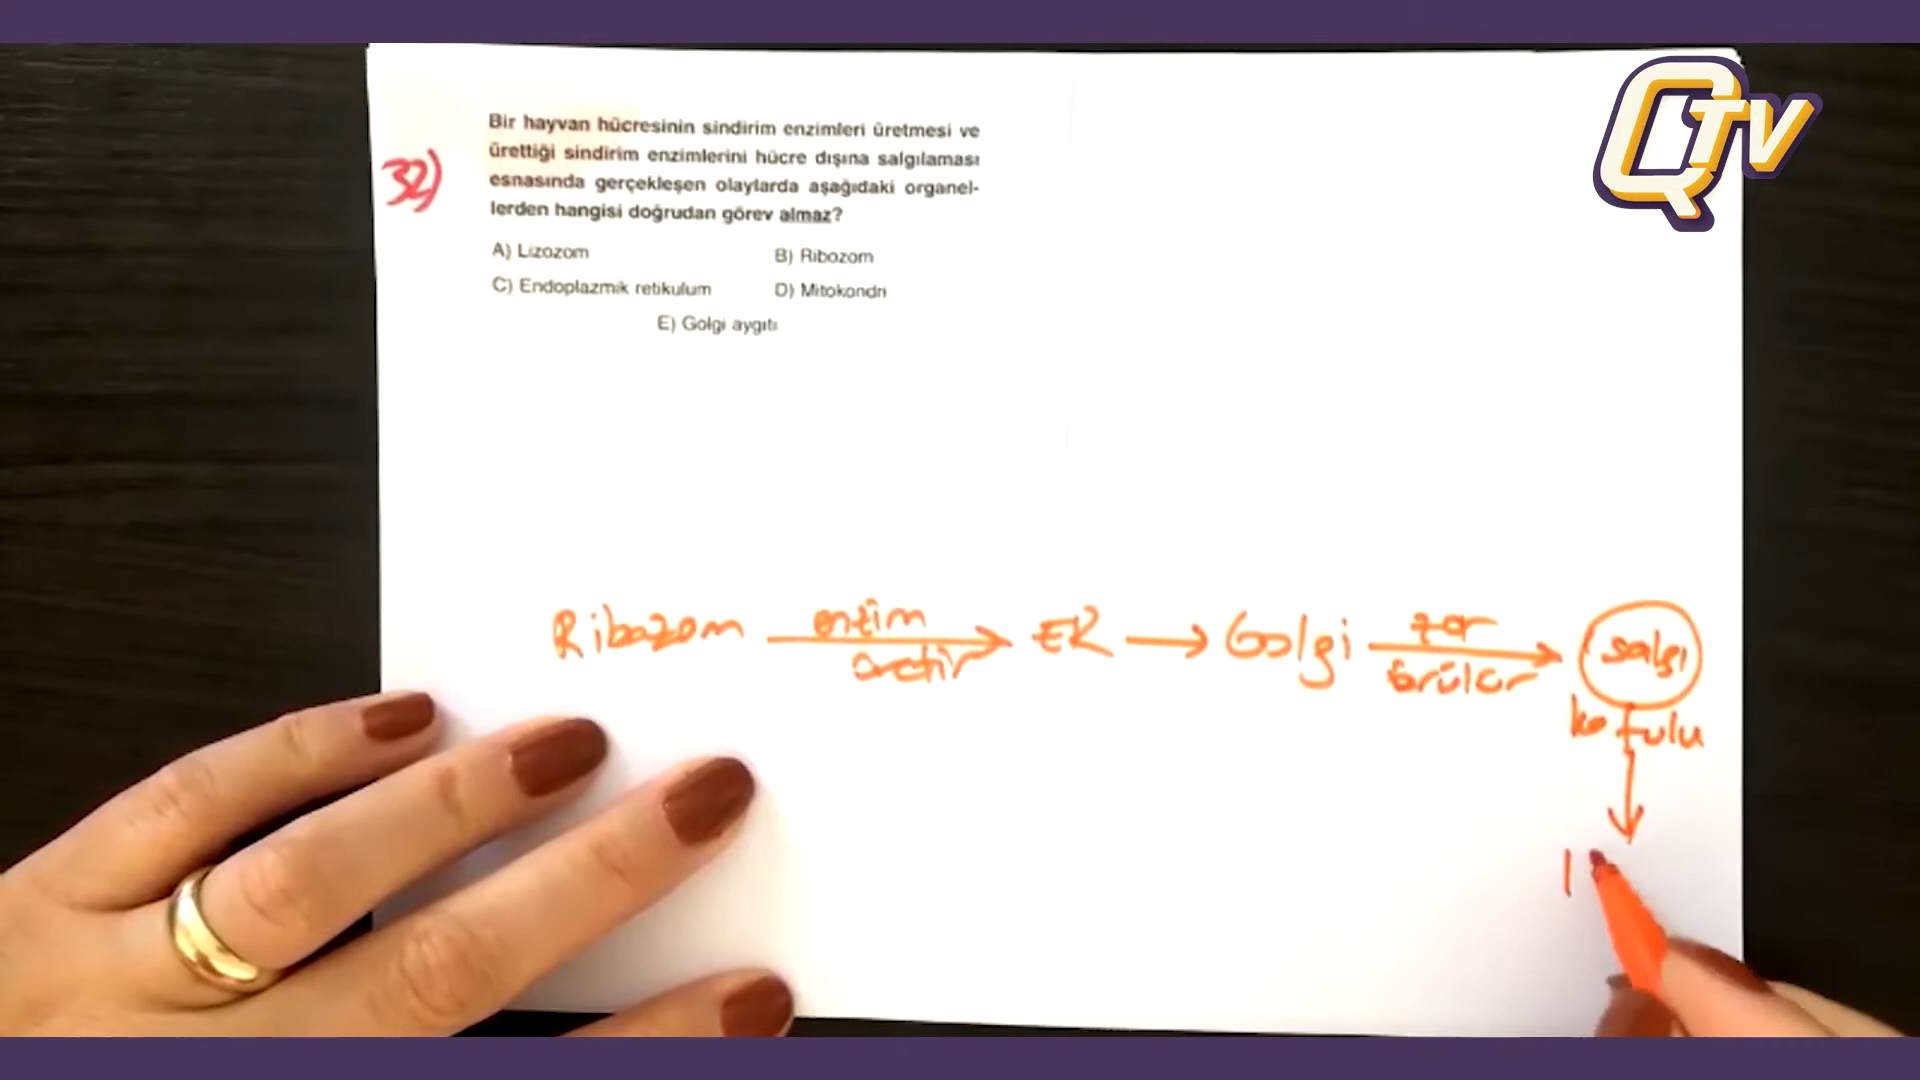 QTV
32)
Bir hayvan hücresinin sindirim enzimleri üretmesi ve
ürettiği sindirim enzimlerini hücre dışına salgılaması
esnasında gerçekleşen olaylarda aşağıdaki organel-
lerden hangisi doğrudan görev almaz?
A) Lizozom B) Ribozom
C) Endoplazmik retikulum D) Mitokondri
E) Golgi aygıtı
Ribozom enzim üretir ER Golgi zar örülür salgı
kofulu